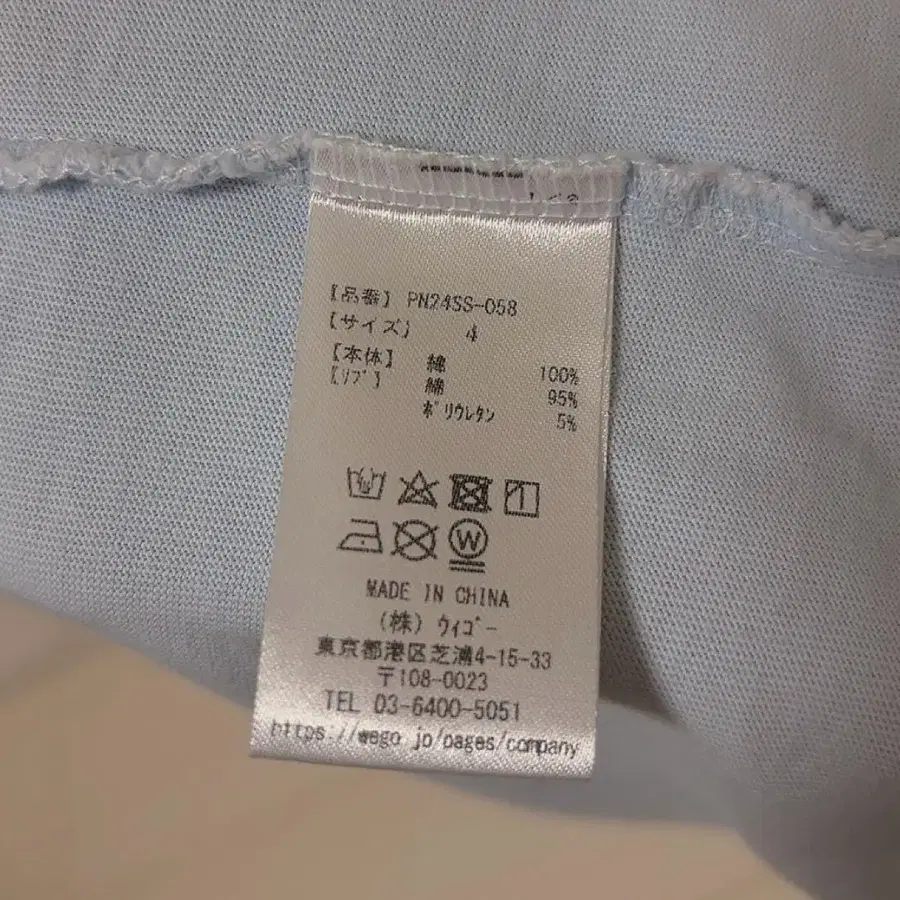 【品番】 PN24SS-058
【サイズ】 4
【本体】 綿 100%
【リブ】 綿 95%
ポリウレタン 5%
W
MADE IN CHINA
(株) ウィゴー
東京都港区芝浦4-15-33
〒108-0023
TEL 03-6400-5051
https://wego.jp/pages/company